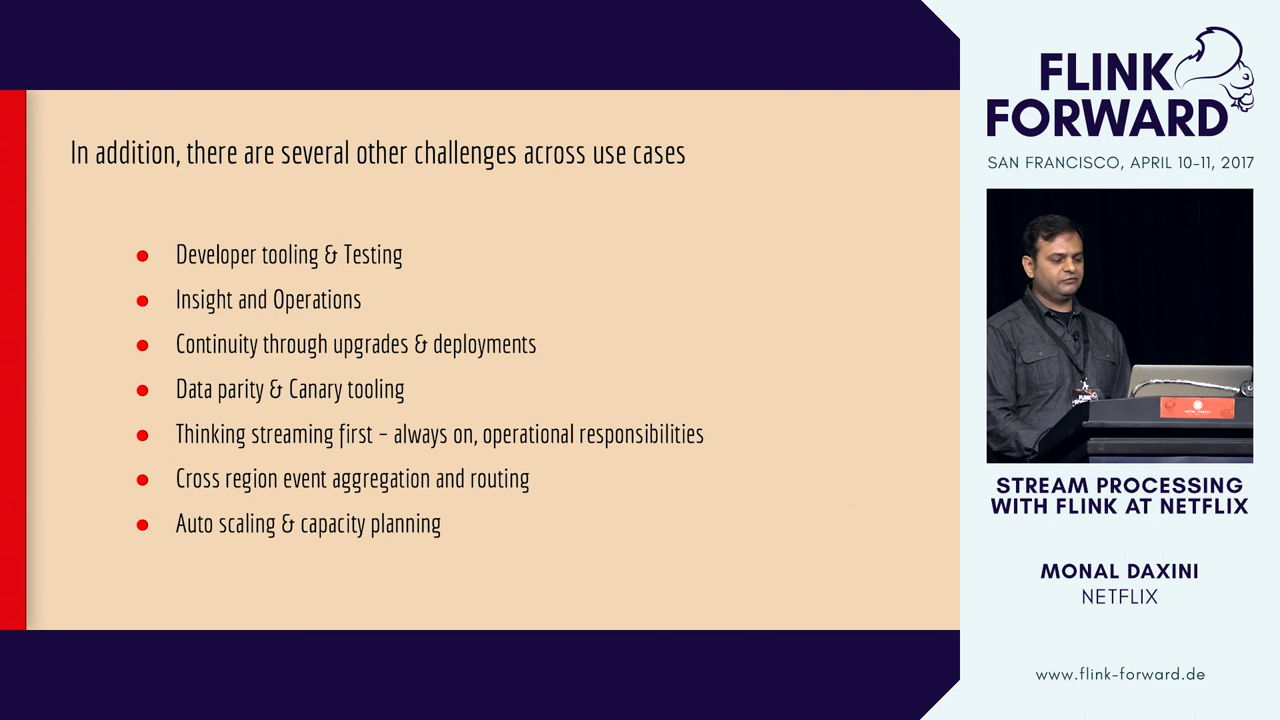 In addition, there are several other challenges across use cases
● Developer tooling & Testing
● Insight and Operations
● Continuity through upgrades & deployments
● Data parity & Canary tooling
● Thinking streaming first – always on, operational responsibilities
● Cross region event aggregation and routing
● Auto scaling & capacity planning
FLINK
FORWARD
SAN FRANCISCO, APRIL 10-11, 2017
STREAM PROCESSING
WITH FLINK AT NETFLIX
MONAL DAXINI
NETFLIX
www.flink-forward.de